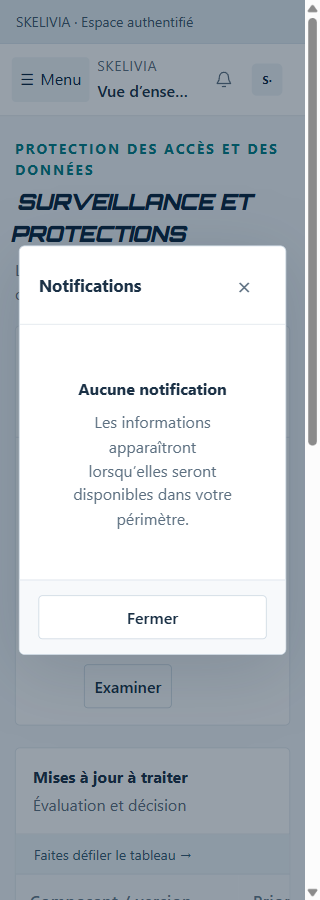 SKELIVIA · Espace authentifié
☰ Menu
SKELIVIA
Vue d'ense...
S·
PROTECTION DES ACCÈS ET DES
DONNÉES
SURVEILLANCE ET
PROTECTIONS
Notifications
×
Aucune notification
Les informations
apparaîtront
lorsqu'elles seront
disponibles dans votre
périmètre.
Fermer
Examiner
Mises à jour à traiter
Évaluation et décision
Faites défiler le tableau →
Composant / version